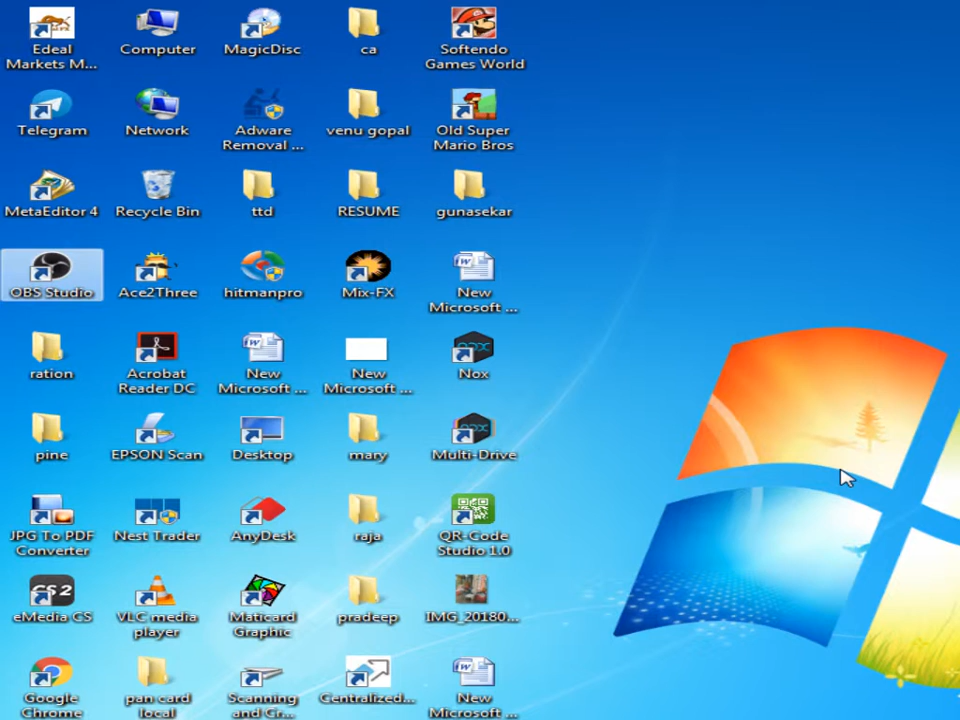 Edeal
Markets M...
Computer
MagicDisc
ca
Softendo
Games World
Telegram
Network
Adware
Removal ...
venu gopal
Old Super
Mario Bros
MetaEditor 4
Recycle Bin
ttd
RESUME
gunasekar
OBS Studio
Ace2Three
hitmanpro
Mix-FX
New
Microsoft ...
ration
Acrobat
Reader DC
New
Microsoft ...
New
Microsoft ...
Nox
pine
EPSON Scan
Desktop
mary
Multi-Drive
JPG To PDF
Converter
Nest Trader
AnyDesk
raja
QR-Code
Studio 1.0
CS2
eMedia CS
VLC media
player
Maticard
Graphic
pradeep
IMG_20180...
Google
Chrome
pan card
local
Scanning
and Gr...
Centralized...
New
Microsoft ...